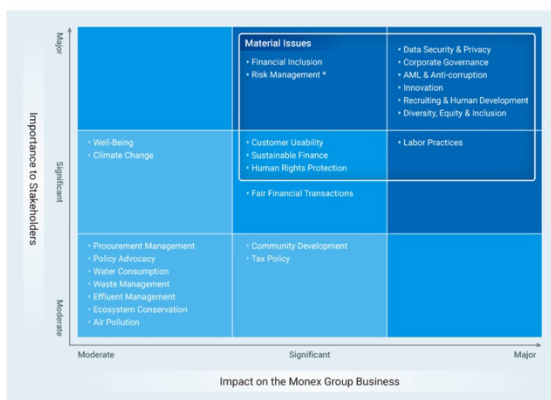 Major
Significant
Moderate
Importance to Stakeholders
Material Issues
• Financial Inclusion
• Risk Management *
• Data Security & Privacy
• Corporate Governance
• AML & Anti-corruption
• Innovation
• Recruiting & Human Development
• Diversity, Equity & Inclusion
• Well-Being
• Climate Change
• Customer Usability
• Sustainable Finance
• Human Rights Protection
• Fair Financial Transactions
• Labor Practices
• Procurement Management
• Policy Advocacy
• Water Consumption
• Waste Management
• Effluent Management
• Ecosystem Conservation
• Air Pollution
• Community Development
• Tax Policy
Moderate
Significant
Major
Impact on the Monex Group Business